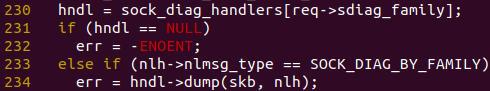 230 hndl = sock_diag_handlers[req->sdiag_family];
231 if (hndl == NULL)
232 err = -ENOENT;
233 else if (nlh->nlmsg_type == SOCK_DIAG_BY_FAMILY)
234 err = hndl->dump(skb, nlh);